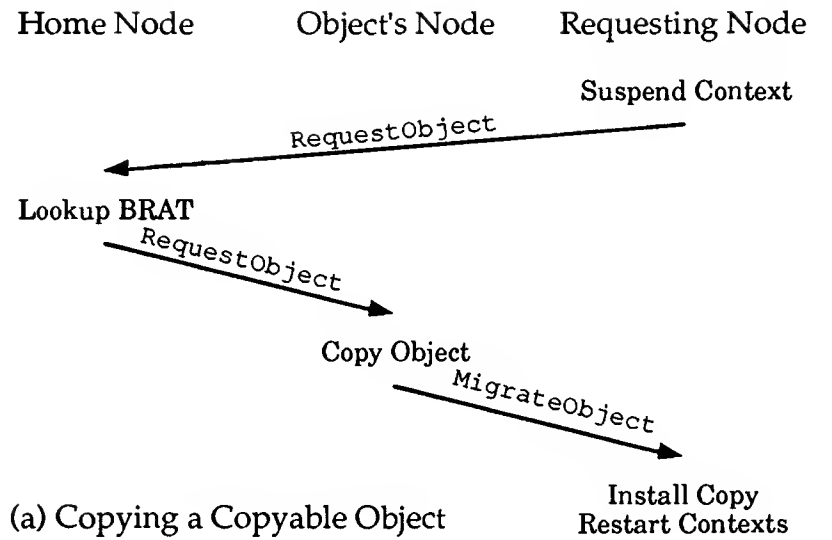 Home Node Object's Node Requesting Node
Suspend Context
RequestObject
Lookup BRAT
RequestObject
Copy Object
MigrateObject
Install Copy
(a) Copying a Copyable Object Restart Contexts